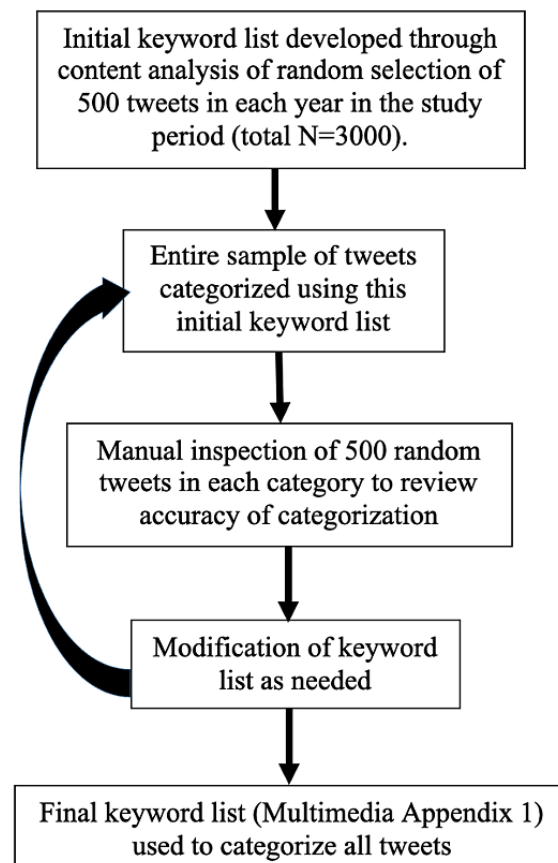 Initial keyword list developed through
content analysis of random selection of
500 tweets in each year in the study
period (total N=3000).
Entire sample of tweets
categorized using this
initial keyword list
Manual inspection of 500 random
tweets in each category to review
accuracy of categorization
Modification of keyword
list as needed
Final keyword list (Multimedia Appendix 1)
used to categorize all tweets